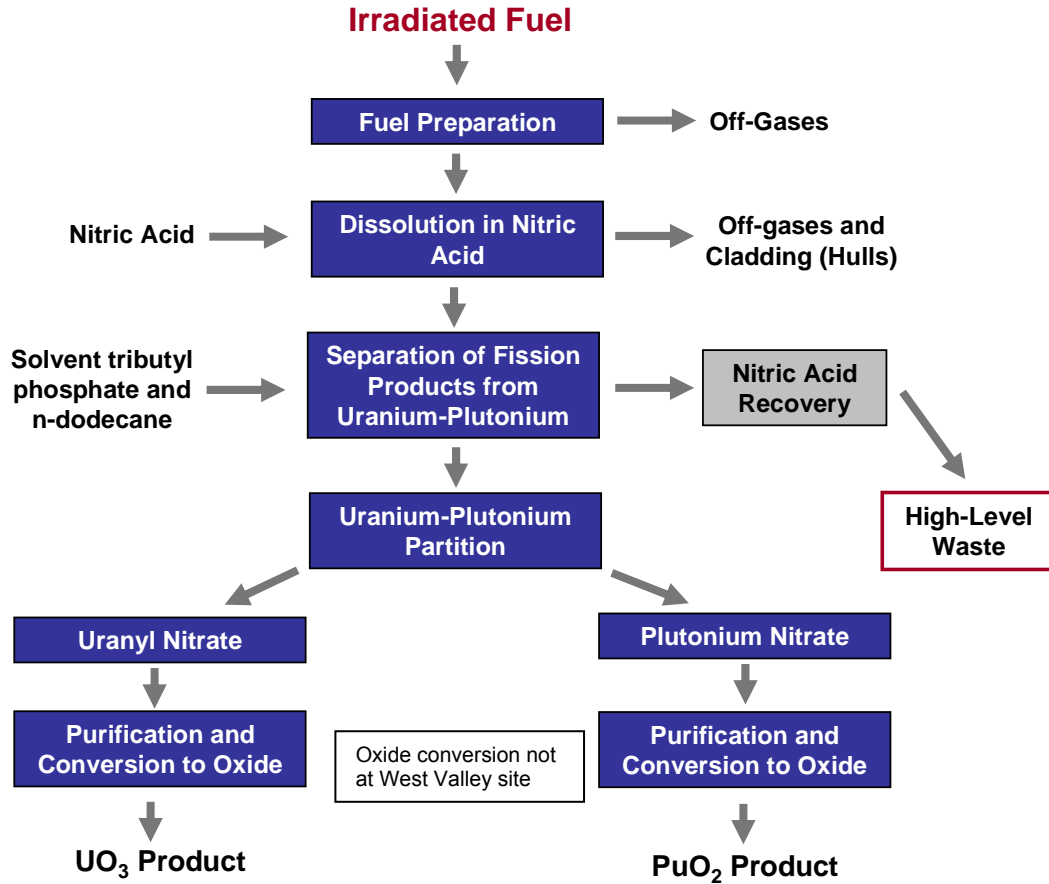 Irradiated Fuel
Fuel Preparation
Off-Gases
Nitric Acid
Dissolution in Nitric
Acid
Off-gases and
Cladding (Hulls)
Solvent tributyl
phosphate and
n-dodecane
Separation of Fission
Products from
Uranium-Plutonium
Nitric Acid
Recovery
High-Level
Waste
Uranium-Plutonium
Partition
Uranyl Nitrate
Plutonium Nitrate
Purification and
Conversion to Oxide
Oxide conversion not
at West Valley site
Purification and
Conversion to Oxide
UO₃ Product
PuO₂ Product